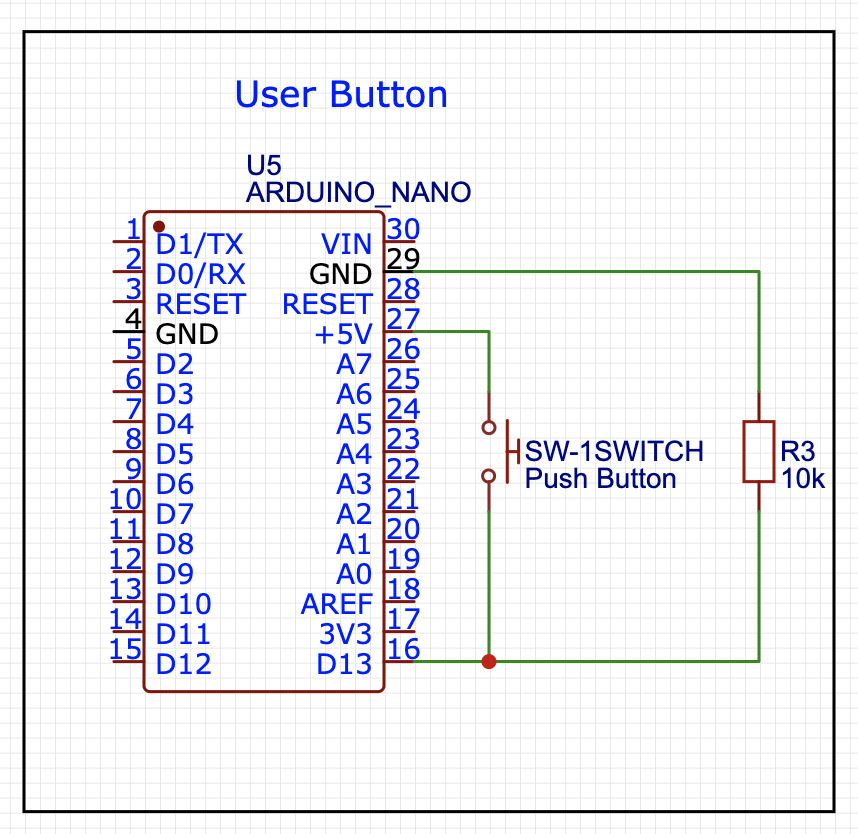 User Button
U5
ARDUINO_NANO
1 D1/TX VIN 30
2 D0/RX GND 29
3 RESET RESET 28
4 GND +5V 27
5 D2 A7 26
6 D3 A6 25
7 D4 A5 24
8 D5 A4 23
9 D6 A3 22
10 D7 A2 21
11 D8 A1 20
12 D9 A0 19
13 D10 AREF 18
14 D11 3V3 17
15 D12 D13 16
SW-1SWITCH
Push Button
R3
10k